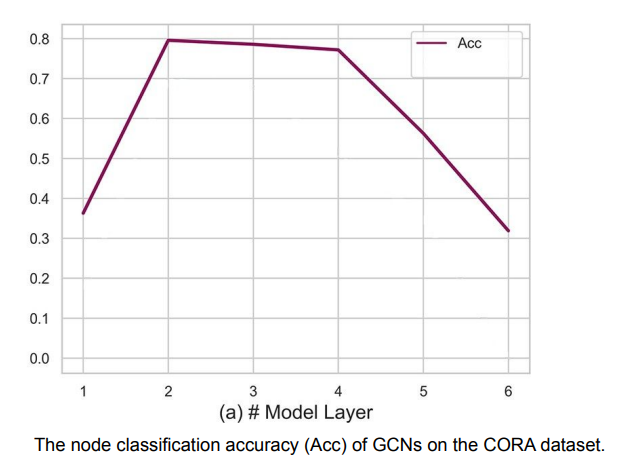 0.8
0.7
0.6
0.5
0.4
0.3
0.2
0.1
0.0
Acc
1 2 3 4 5 6
(a) # Model Layer
The node classification accuracy (Acc) of GCNs on the CORA dataset.